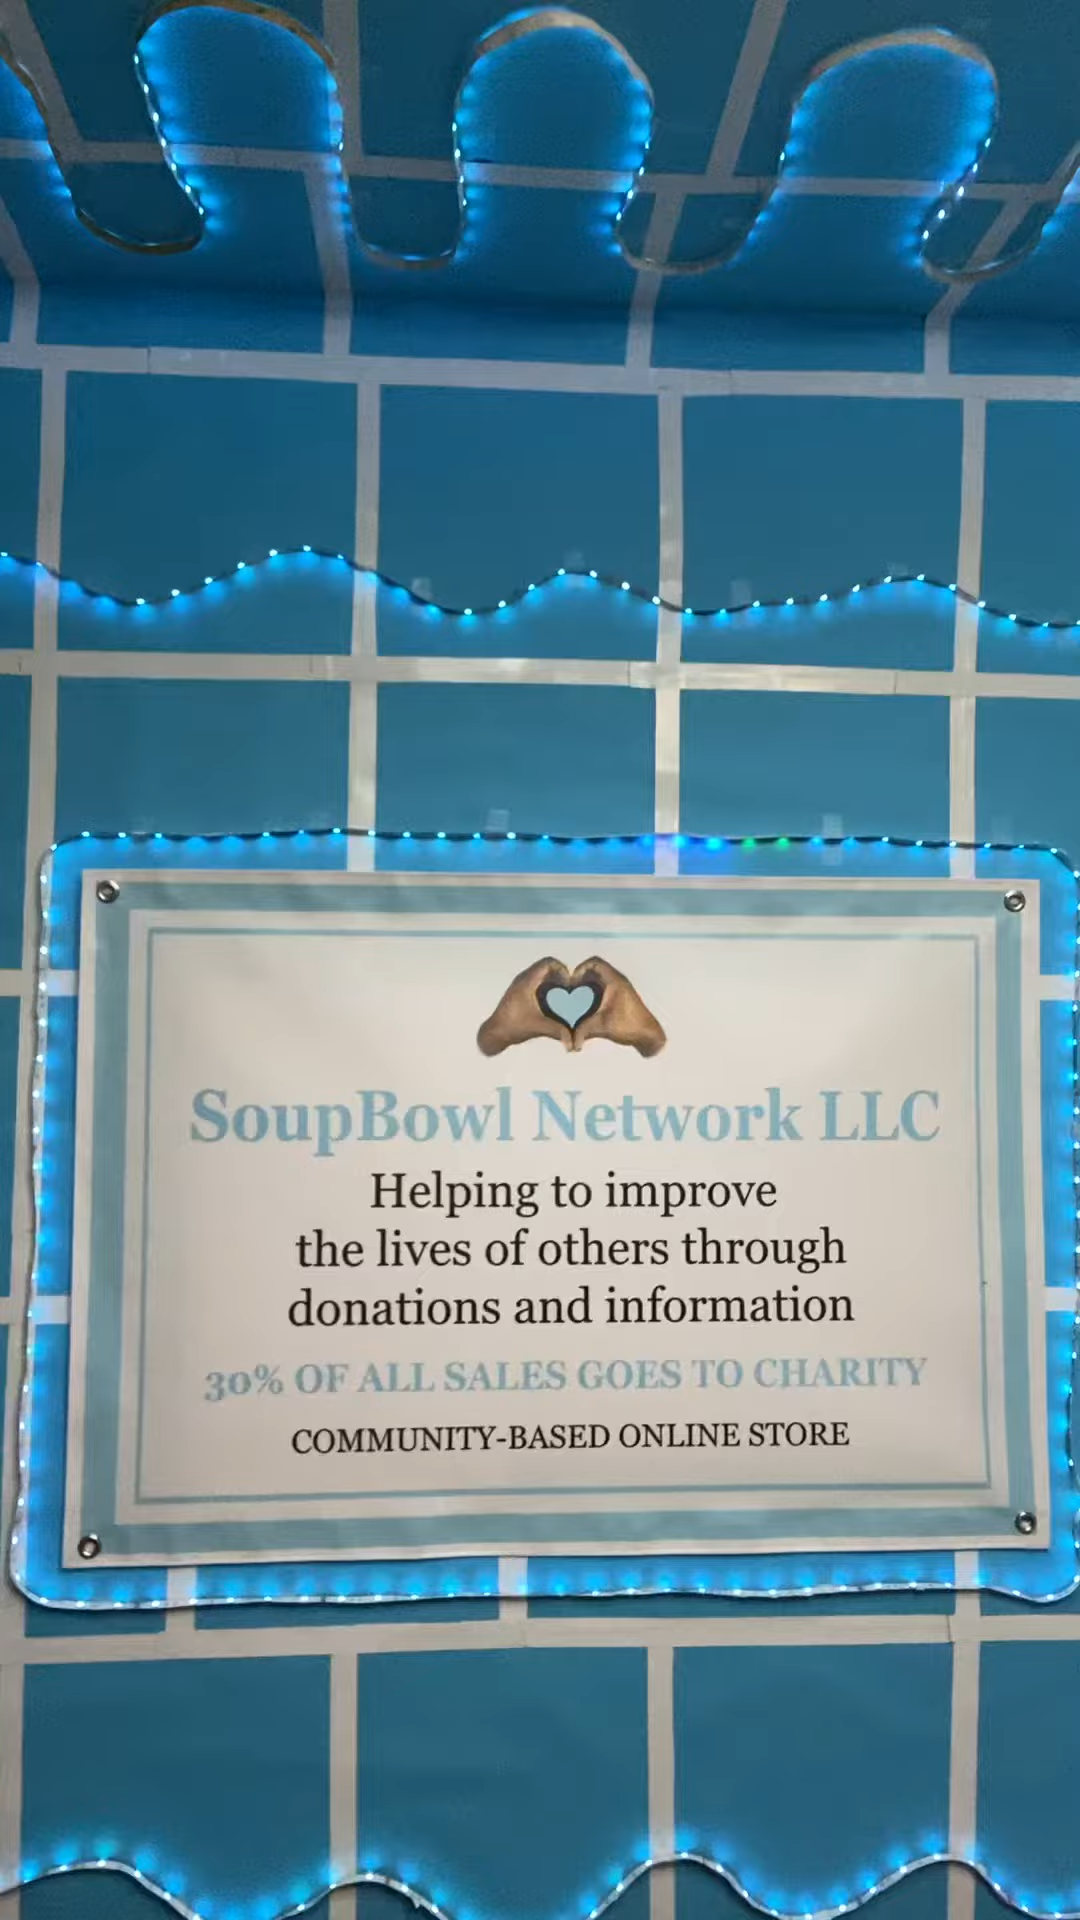 SoupBowl Network LLC
Helping to improve
the lives of others through
donations and information
30% OF ALL SALES GOES TO CHARITY
COMMUNITY-BASED ONLINE STORE